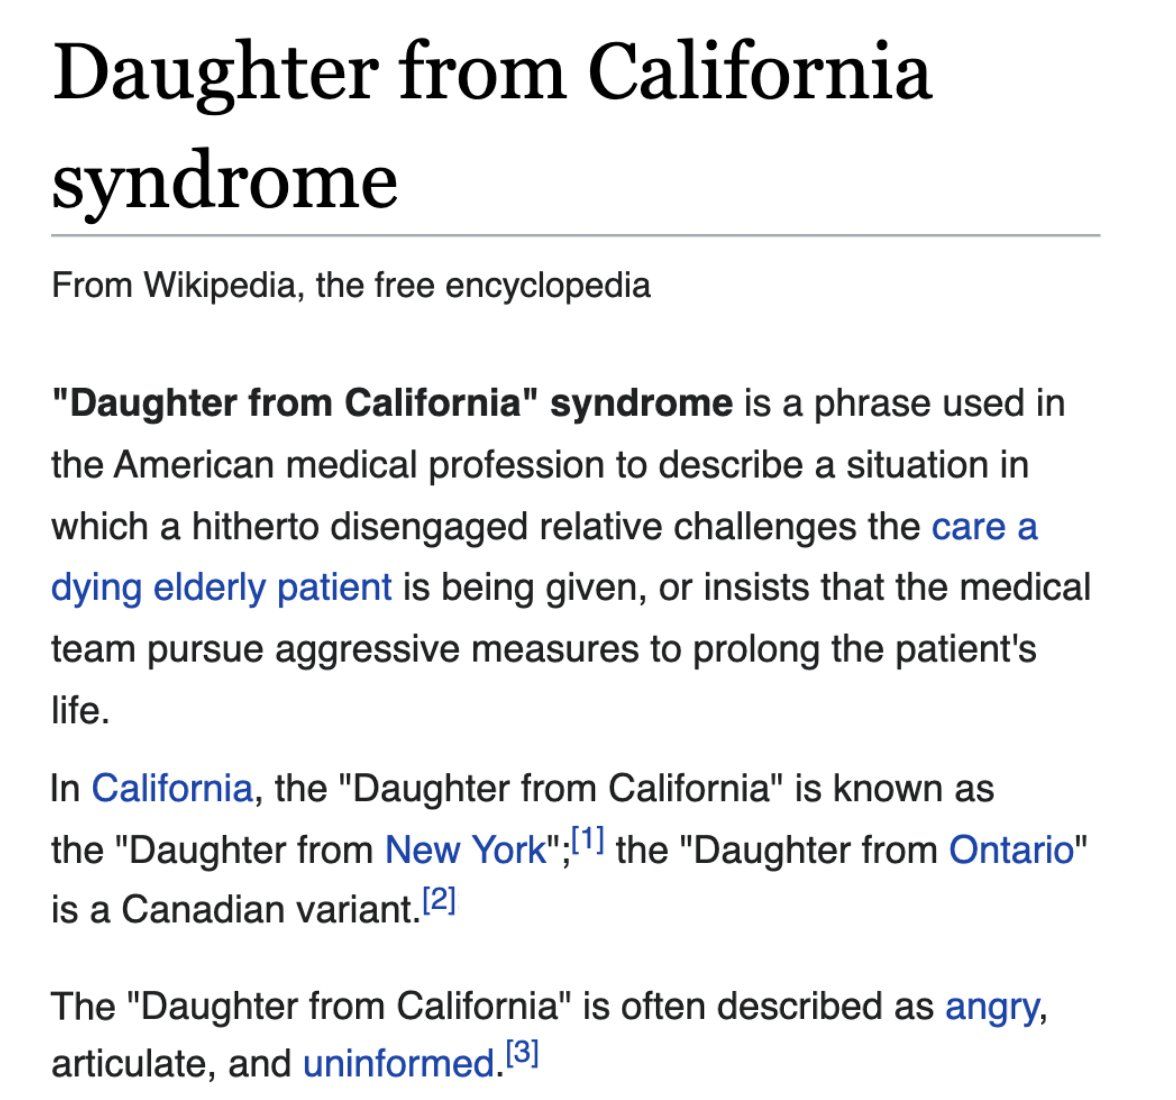 Daughter from California
syndrome
From Wikipedia, the free encyclopedia
"Daughter from California" syndrome is a phrase used in
the American medical profession to describe a situation in
which a hitherto disengaged relative challenges the care a
dying elderly patient is being given, or insists that the medical
team pursue aggressive measures to prolong the patient's
life.
In California, the "Daughter from California" is known as
the "Daughter from New York";[1] the "Daughter from Ontario"
is a Canadian variant.[2]
The "Daughter from California" is often described as angry,
articulate, and uninformed.[3]